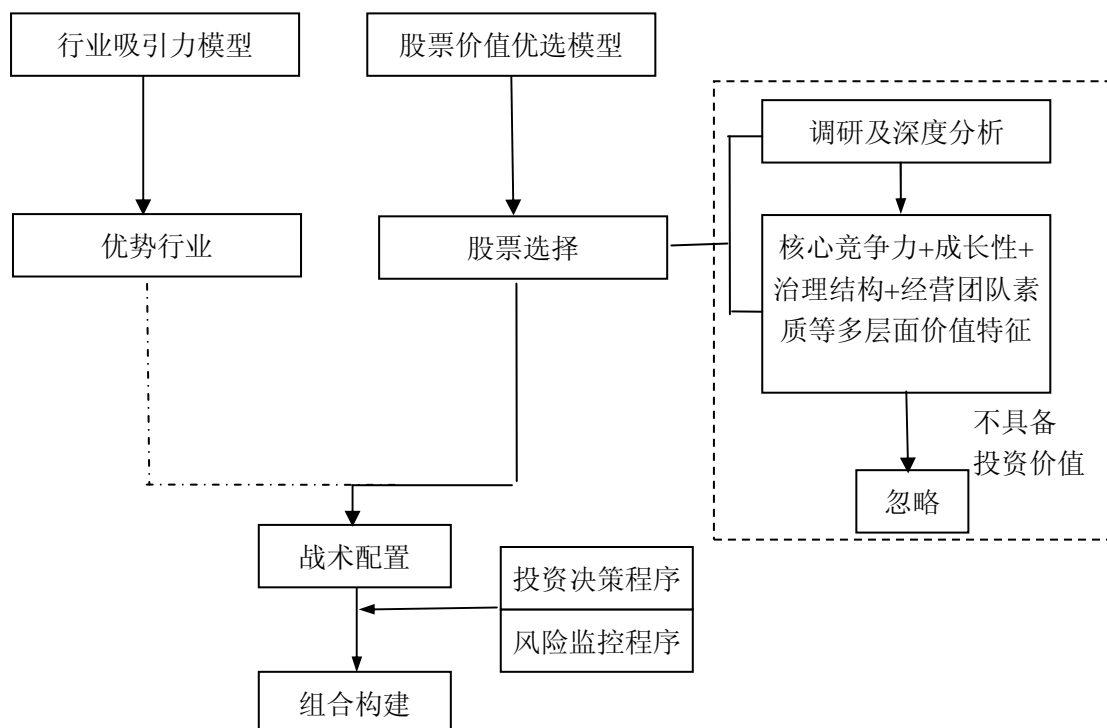 行业吸引力模型
股票价值优选模型
调研及深度分析
优势行业
股票选择
核心竞争力+成长性+
治理结构+经营团队素
质等多层面价值特征
不具备
投资价值
忽略
战术配置
投资决策程序
风险监控程序
组合构建